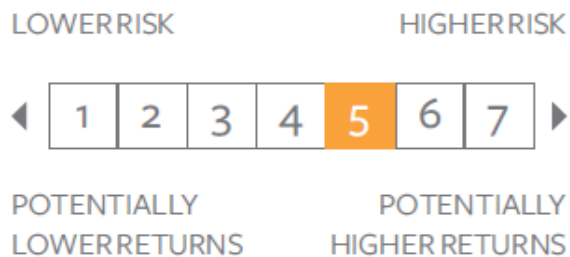 LOWER RISK HIGHER RISK
1 2 3 4 5 6 7
POTENTIALLY POTENTIALLY
LOWER RETURNS HIGHER RETURNS